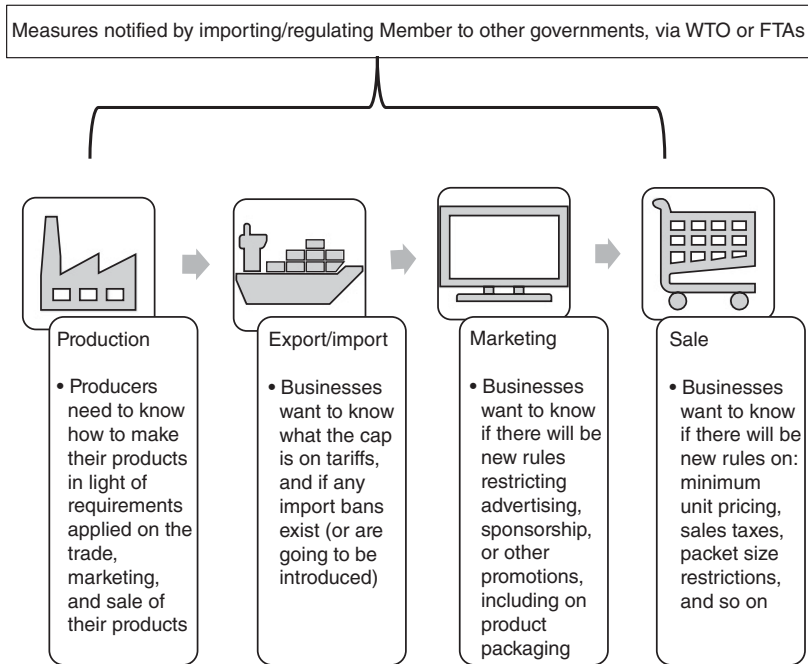 Measures notified by importing/regulating Member to other governments, via WTO or FTAs
Production
• Producers
need to know
how to make
their products
in light of
requirements
applied on the
trade,
marketing,
and sale of
their products
Export/import
• Businesses
want to know
what the cap
is on tariffs,
and if any
import bans
exist (or are
going to be
introduced)
Marketing
• Businesses
want to know
if there will be
new rules
restricting
advertising,
sponsorship,
or other
promotions,
including on
product
packaging
Sale
• Businesses
want to know
if there will be
new rules on:
minimum
unit pricing,
sales taxes,
packet size
restrictions,
and so on